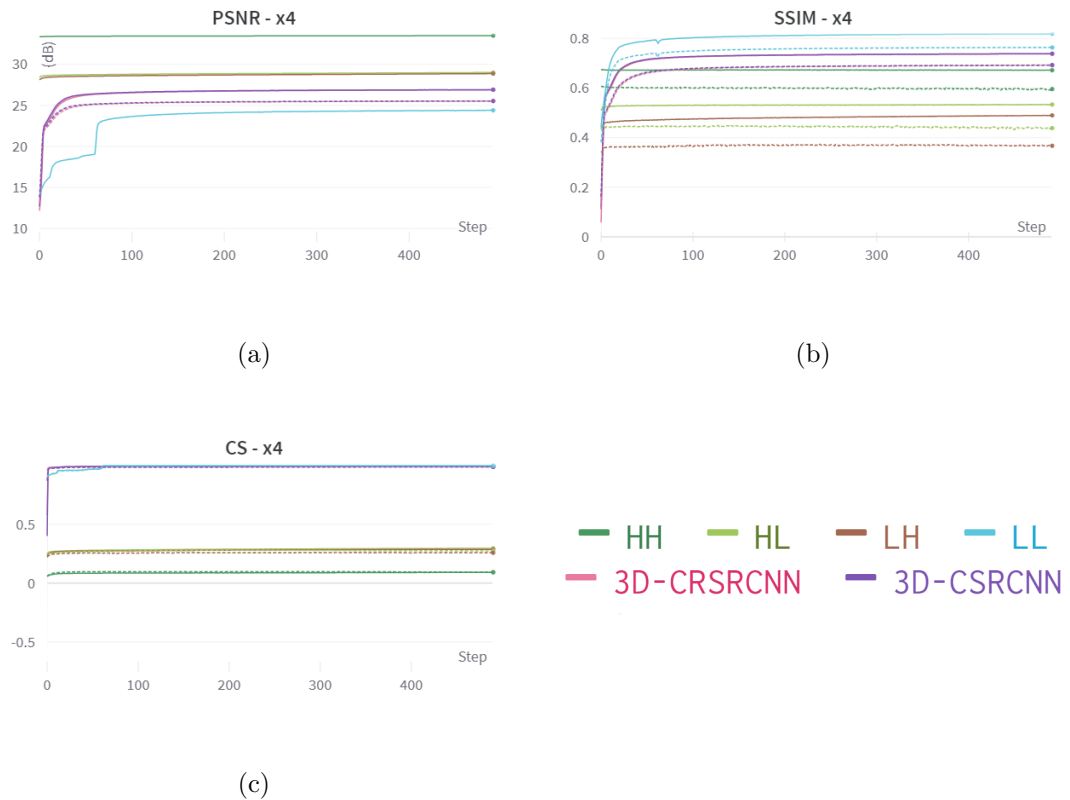 PSNR - x4
(dB)
30
25
20
15
10
Step
0 100 200 300 400
(a)
SSIM - x4
0.8
0.6
0.4
0.2
0
Step
0 100 200 300 400
(b)
CS - x4
0.5
0
-0.5
Step
0 100 200 300 400
(c)
HH HL LH LL
3D-CRSRCNN 3D-CSRCNN